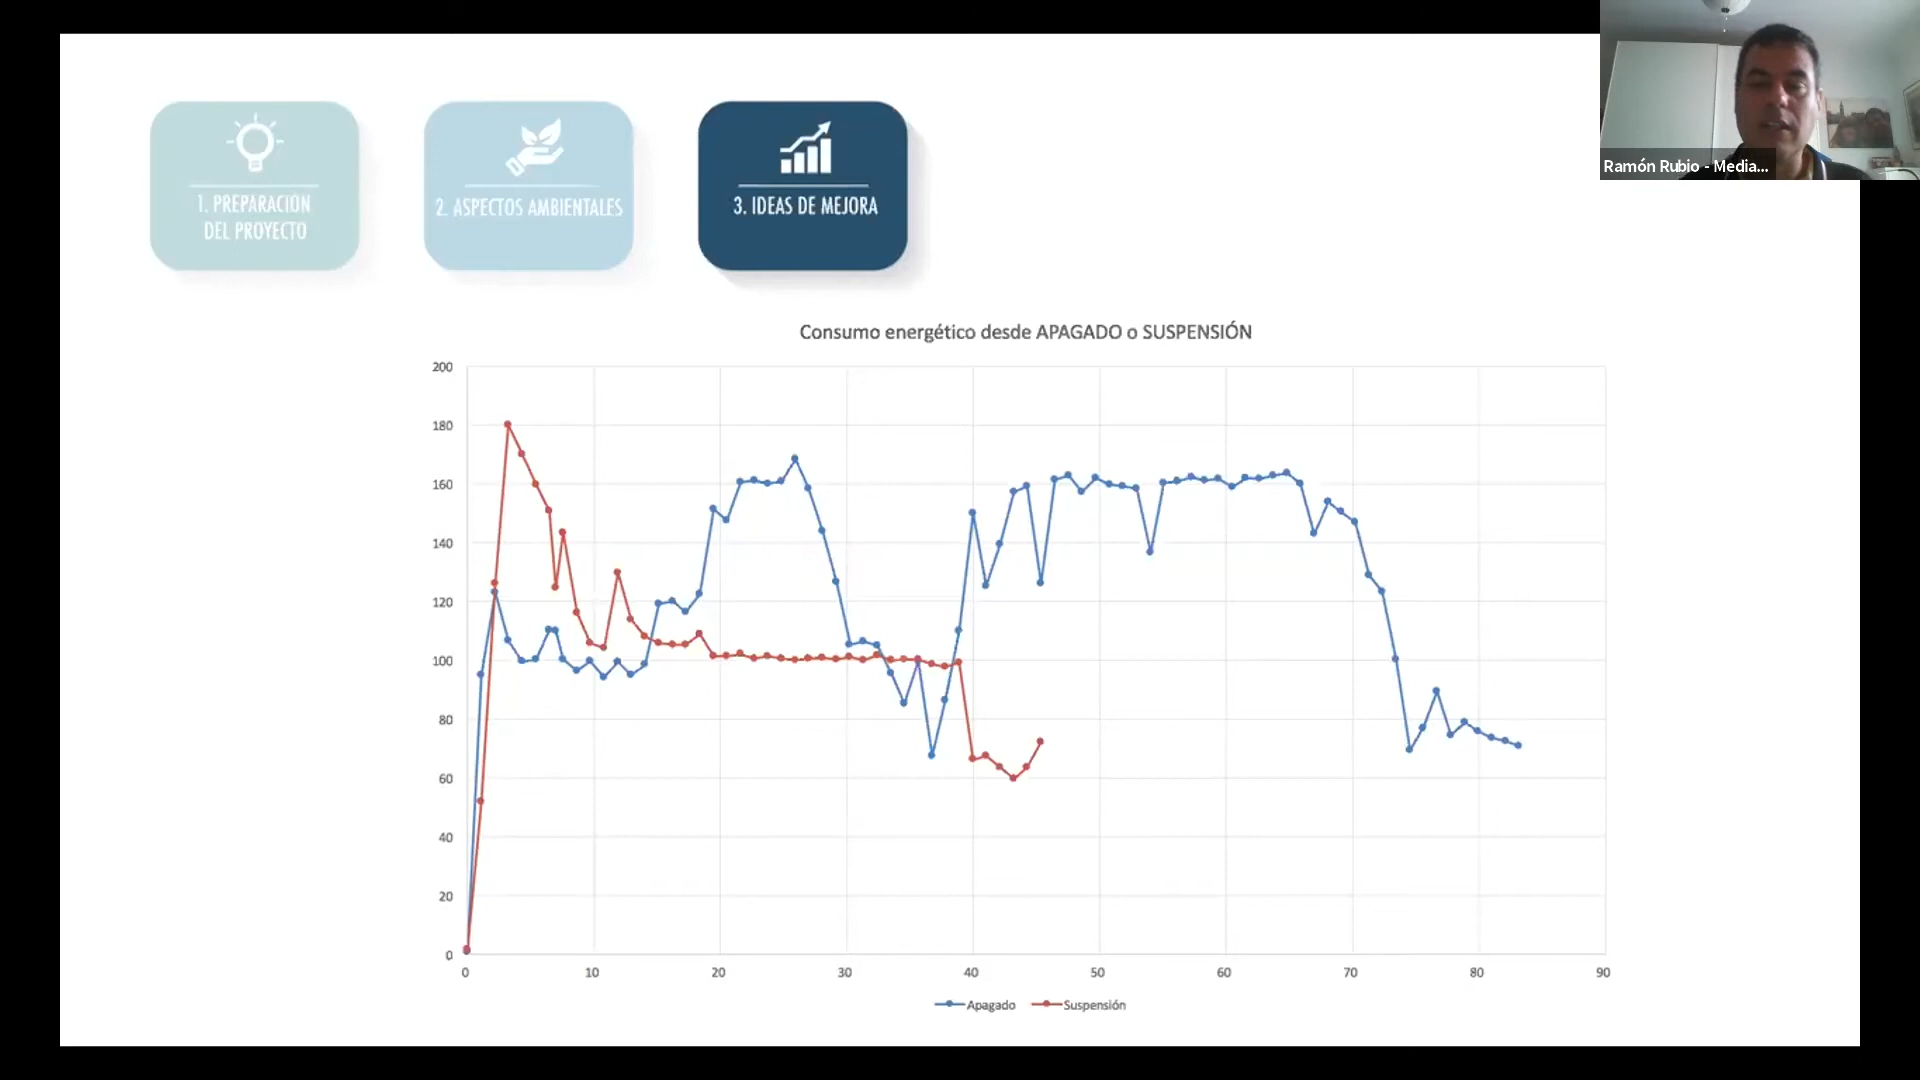 Ramón Rubio - Media...
1. PREPARACIÓN
DEL PROYECTO
2. ASPECTOS AMBIENTALES
3. IDEAS DE MEJORA
Consumo energético desde APAGADO o SUSPENSIÓN
200
180
160
140
120
100
80
60
40
20
0
0 10 20 30 40 50 60 70 80 90
Apagado Suspensión